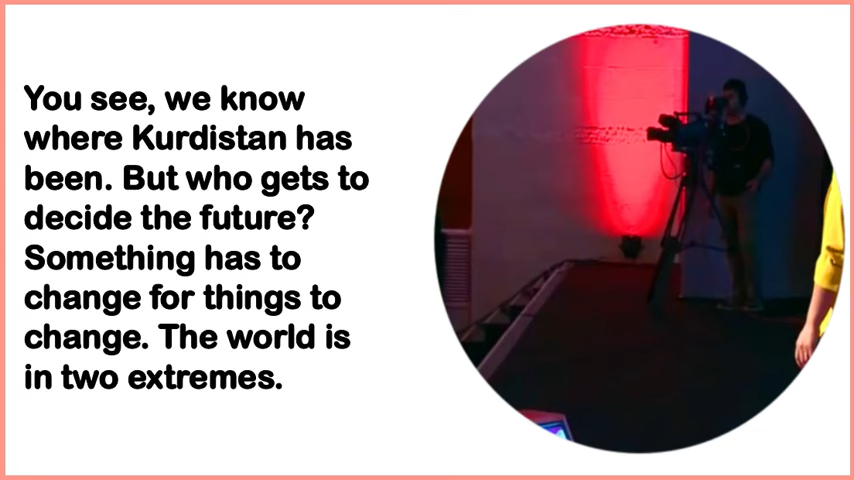 You see, we know
where Kurdistan has
been. But who gets to
decide the future?
Something has to
change for things to
change. The world is
in two extremes.